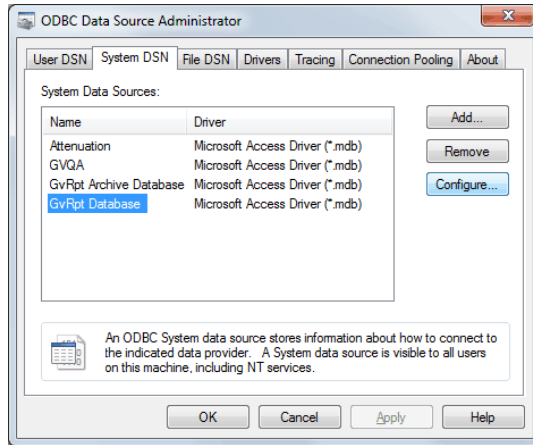 ODBC Data Source Administrator
User DSN System DSN File DSN Drivers Tracing Connection Pooling About
System Data Sources:
Name Driver
Attenuation Microsoft Access Driver (*.mdb)
GVQA Microsoft Access Driver (*.mdb)
GvRpt Archive Database Microsoft Access Driver (*.mdb)
GvRpt Database Microsoft Access Driver (*.mdb)
Add...
Remove
Configure...
An ODBC System data source stores information about how to connect to
the indicated data provider. A System data source is visible to all users
on this machine, including NT services.
OK Cancel Apply Help